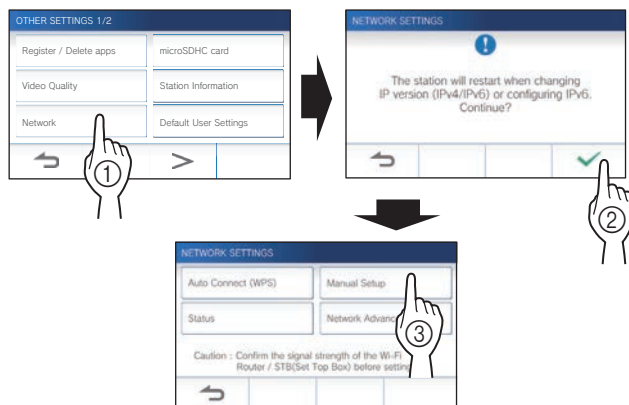 OTHER SETTINGS 1/2
Register / Delete apps
microSDHC card
Video Quality
Station Information
Network
Default User Settings
>
①
NETWORK SETTINGS
The station will restart when changing
IP version (IPv4/IPv6) or configuring IPv6.
Continue?
②
NETWORK SETTINGS
Auto Connect (WPS)
Manual Setup
Status
Network Advanc
③
Caution : Confirm the signal strength of the Wi-Fi
Router / STB(Set Top Box) before setting